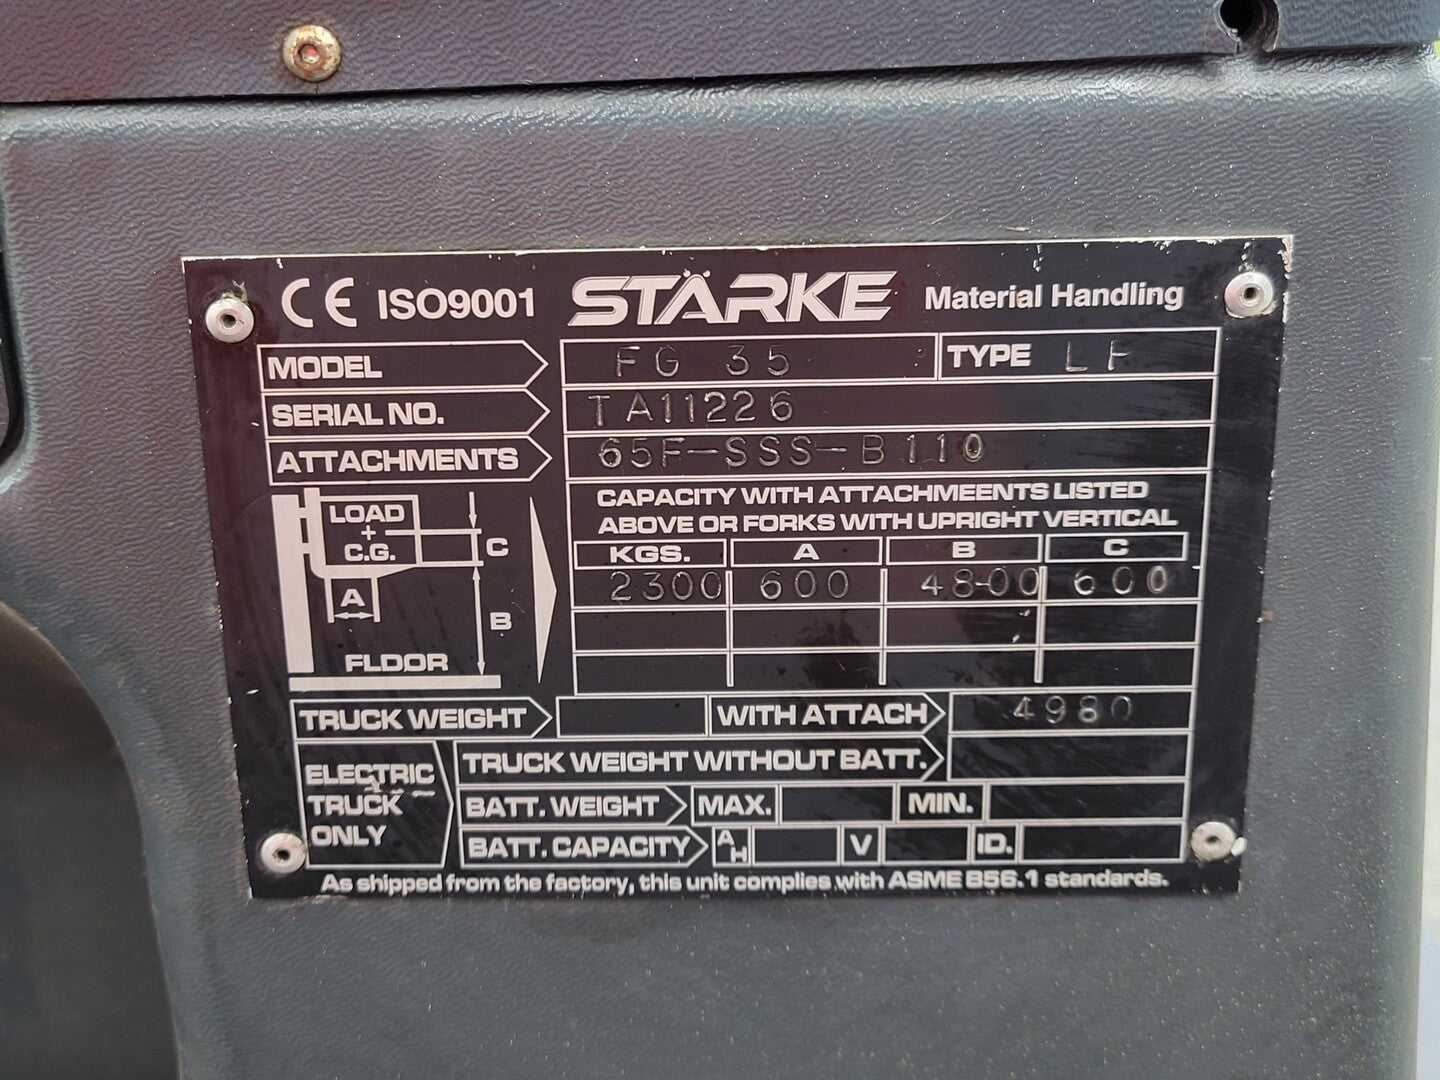 CE ISO9001 STÄRKE Material Handling
MODEL FG 35 TYPE LF
SERIAL NO. TA11226
ATTACHMENTS 65F-SSS-B110
CAPACITY WITH ATTACHMEENTS LISTED
ABOVE OR FORKS WITH UPRIGHT VERTICAL
KGS. A B C
2300 600 4800 600
LOAD
+
C.G.
C
A
B
FLDOR
TRUCK WEIGHT WITH ATTACH 4980
ELECTRIC
TRUCK
ONLY
TRUCK WEIGHT WITHOUT BATT.
BATT. WEIGHT MAX. MIN.
BATT. CAPACITY AH V ID.
As shipped from the factory, this unit complies with ASME B56.1 standards.